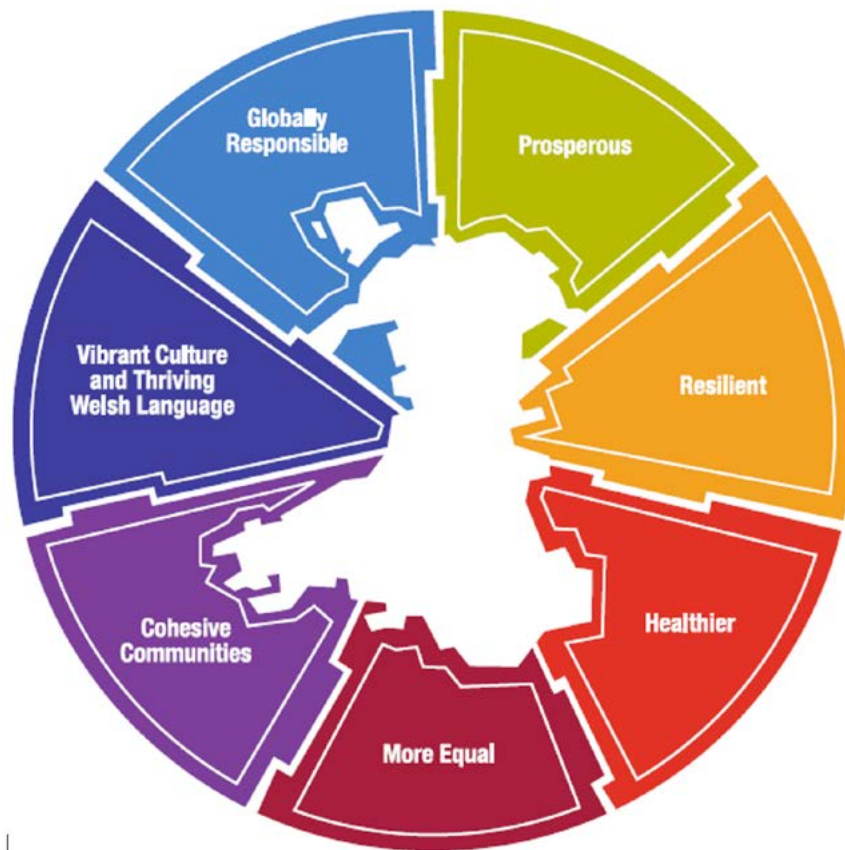 Globally
Responsible
Prosperous
Vibrant Culture
and Thriving
Welsh Language
Resilient
Cohesive
Communities
Healthier
More Equal